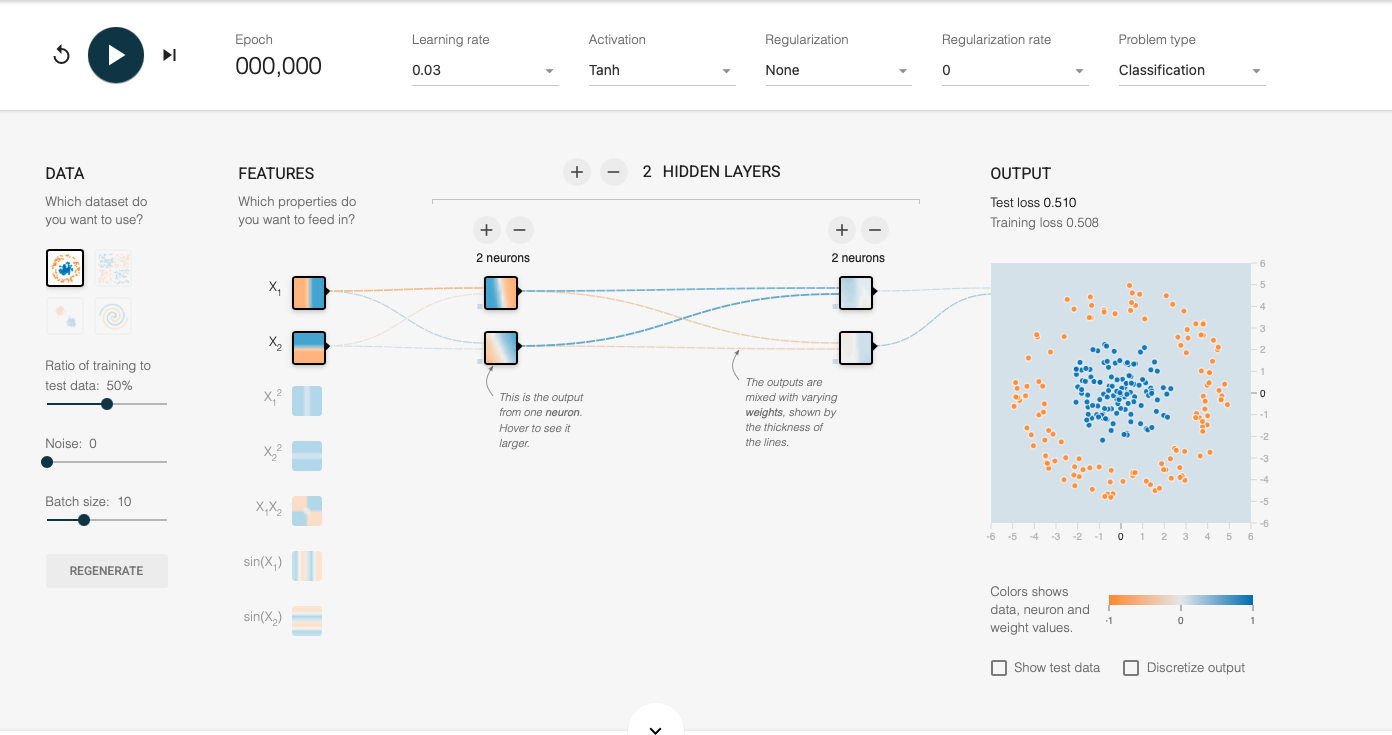 Epoch
000,000
Learning rate
0.03
Activation
Tanh
Regularization
None
Regularization rate
0
Problem type
Classification
DATA
Which dataset do
you want to use?
Ratio of training to
test data: 50%
Noise: 0
Batch size: 10
REGENERATE
FEATURES
Which properties do
you want to feed in?
X1
X2
X1²
X2²
X1X2
sin(X1)
sin(X2)
+ − 2 HIDDEN LAYERS
+ −
2 neurons
+ −
2 neurons
This is the output
from one neuron.
Hover to see it
larger.
The outputs are
mixed with varying
weights, shown by
the thickness of
the lines.
OUTPUT
Test loss 0.510
Training loss 0.508
6
5
4
3
2
1
0
-1
-2
-3
-4
-5
-6
-6 -5 -4 -3 -2 -1 0 1 2 3 4 5 6
Colors shows
data, neuron and
weight values.
-1 0 1
Show test data
Discretize output